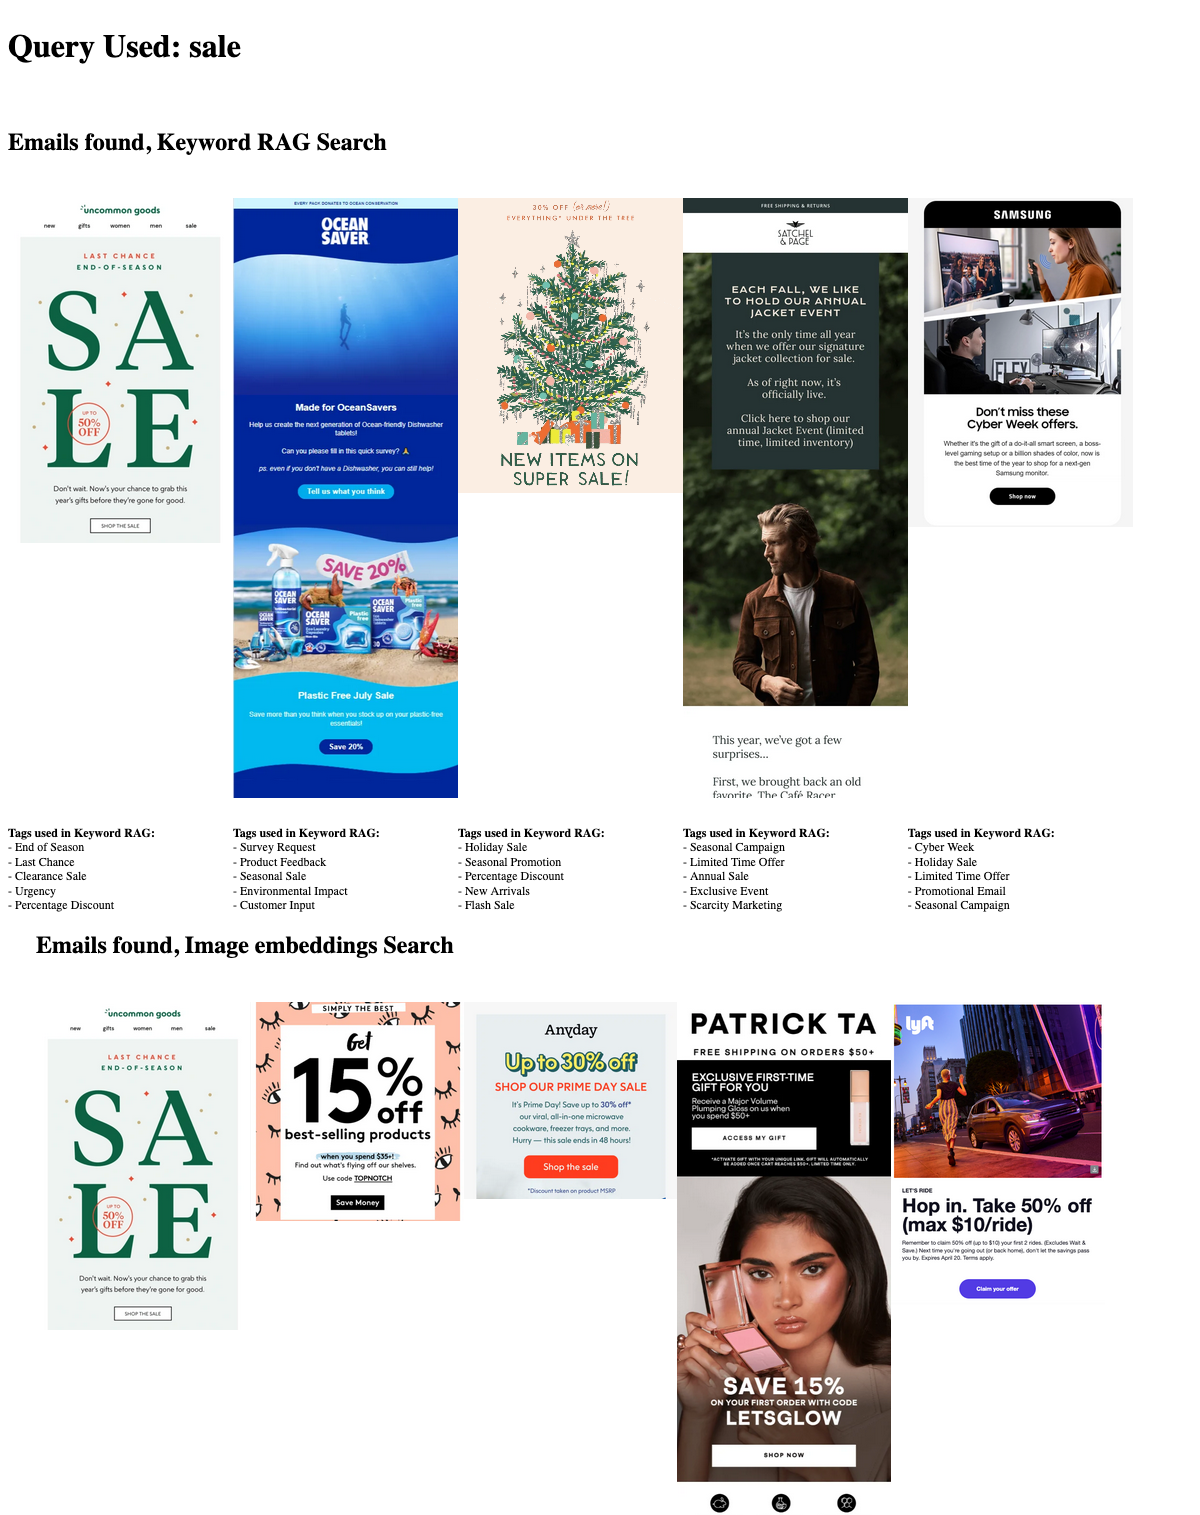 Query Used: sale
Emails found, Keyword RAG Search
uncommon goods
new gifts women men sale
LAST CHANCE
END-OF-SEASON
SA
LE
UP TO
50%
OFF
Don't wait. Now's your chance to grab this
year's gifts before they're gone for good.
SHOP THE SALE
EVERY PACK DONATES TO OCEAN CONSERVATION
OCEAN
SAVER
Made for OceanSavers
Help us create the next generation of Ocean-friendly Dishwasher
tablets!
Can you please fill in this quick survey? 🙏
ps. even if you don't have a Dishwasher, you can still help!
Tell us what you think
SAVE 20%
OCEAN
SAVER
OCEAN
SAVER
OCEAN
SAVER
Plastic
free
Plastic Free July Sale
Save more than you think when you stock up on your plastic-free
essentials!
Save 20%
30% OFF (or more!)
EVERYTHING* UNDER THE TREE
NEW ITEMS ON
SUPER SALE!
FREE SHIPPING & RETURNS
SATCHEL
& PAGE
EACH FALL, WE LIKE
TO HOLD OUR ANNUAL
JACKET EVENT
It's the only time all year
when we offer our signature
jacket collection for sale.
As of right now, it's
officially live.
Click here to shop our
annual Jacket Event (limited
time, limited inventory)
This year, we've got a few
surprises...
First, we brought back an old
favorite. The Café Racer
SAMSUNG
FLEX
Don't miss these
Cyber Week offers.
Whether it's the gift of a do-it-all smart screen, a boss-
level gaming setup or a billion shades of color, now is
the best time of the year to shop for a next-gen
Samsung monitor.
Shop now
Tags used in Keyword RAG:
- End of Season
- Last Chance
- Clearance Sale
- Urgency
- Percentage Discount
Tags used in Keyword RAG:
- Survey Request
- Product Feedback
- Seasonal Sale
- Environmental Impact
- Customer Input
Tags used in Keyword RAG:
- Holiday Sale
- Seasonal Promotion
- Percentage Discount
- New Arrivals
- Flash Sale
Tags used in Keyword RAG:
- Seasonal Campaign
- Limited Time Offer
- Annual Sale
- Exclusive Event
- Scarcity Marketing
Tags used in Keyword RAG:
- Cyber Week
- Holiday Sale
- Limited Time Offer
- Promotional Email
- Seasonal Campaign
Emails found, Image embeddings Search
uncommon goods
new gifts women men sale
LAST CHANCE
END-OF-SEASON
SA
LE
UP TO
50%
OFF
Don't wait. Now's your chance to grab this
year's gifts before they're gone for good.
SHOP THE SALE
SIMPLY THE BEST
Get
15%
off
best-selling products
when you spend $35+!
Find out what's flying off our shelves.
Use code TOPNOTCH
Save Money
Anyday
Up to 30% off
SHOP OUR PRIME DAY SALE
It's Prime Day! Save up to 30% off*
our viral, all-in-one microwave
cookware, freezer trays, and more.
Hurry — this sale ends in 48 hours!
Shop the sale
*Discount taken on product MSRP
PATRICK TA
FREE SHIPPING ON ORDERS $50+
EXCLUSIVE FIRST-TIME
GIFT FOR YOU
Receive a Major Volume
Plumping Gloss on us when
you spend $50+
ACCESS MY GIFT
*ACTIVATE GIFT WITH YOUR UNIQUE LINK. GIFT WILL AUTOMATICALLY
BE ADDED ONCE CART REACHES $50+. LIMITED TIME ONLY.
SAVE 15%
ON YOUR FIRST ORDER WITH CODE
LETSGLOW
SHOP NOW
lyft
LET'S RIDE
Hop in. Take 50% off
(max $10/ride)
Remember to claim 50% off (up to $10) your first 2 rides. (Excludes Wait &
Save.) Next time you're going out (or back home), don't let the savings pass
you by. Expires April 20. Terms apply.
Claim your offer